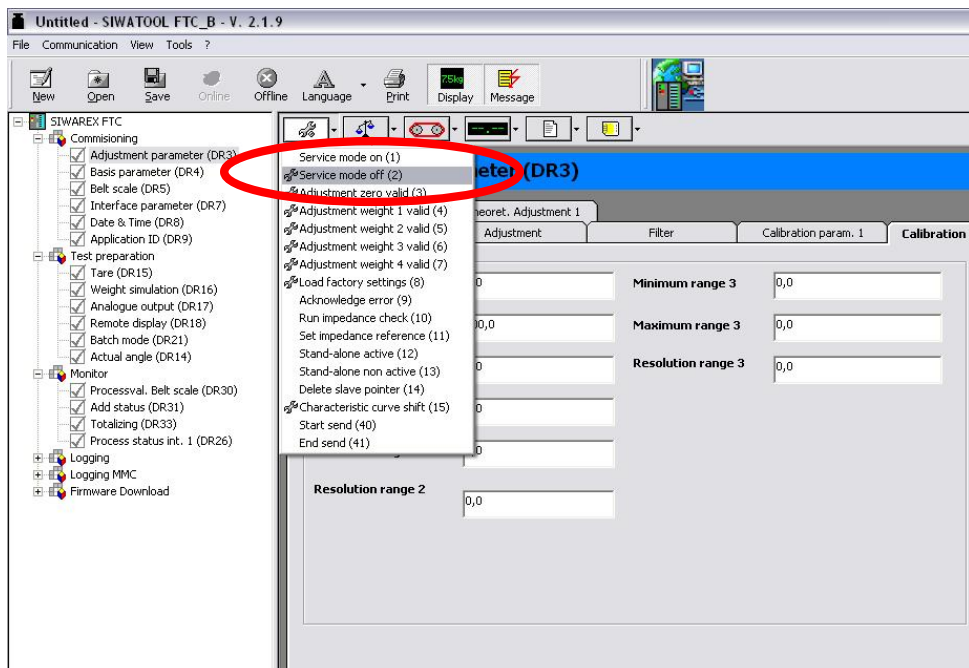 Untitled - SIWATOOL FTC_B - V. 2.1.9
File Communication View Tools ?
New Open Save Online Offline Language Print Display Message
7.5kg
SIWAREX FTC
Commisioning
Adjustment parameter (DR3)
Basis parameter (DR4)
Belt scale (DR5)
Interface parameter (DR7)
Date & Time (DR8)
Application ID (DR9)
Test preparation
Tare (DR15)
Weight simulation (DR16)
Analogue output (DR17)
Remote display (DR18)
Batch mode (DR21)
Actual angle (DR14)
Monitor
Processval. Belt scale (DR30)
Add status (DR31)
Totalizing (DR33)
Process status int. 1 (DR26)
Logging
Logging MMC
Firmware Download
Service mode on (1)
Service mode off (2)
Adjustment zero valid (3)
Adjustment weight 1 valid (4)
Adjustment weight 2 valid (5)
Adjustment weight 3 valid (6)
Adjustment weight 4 valid (7)
Load factory settings (8)
Acknowledge error (9)
Run impedance check (10)
Set impedance reference (11)
Stand-alone active (12)
Stand-alone non active (13)
Delete slave pointer (14)
Characteristic curve shift (15)
Start send (40)
End send (41)
eter (DR3)
heoret. Adjustment 1
Adjustment Filter Calibration param. 1 Calibration
0 Minimum range 3 0,0
00,0 Maximum range 3 0,0
0 Resolution range 3 0,0
0
0
Resolution range 2 0,0